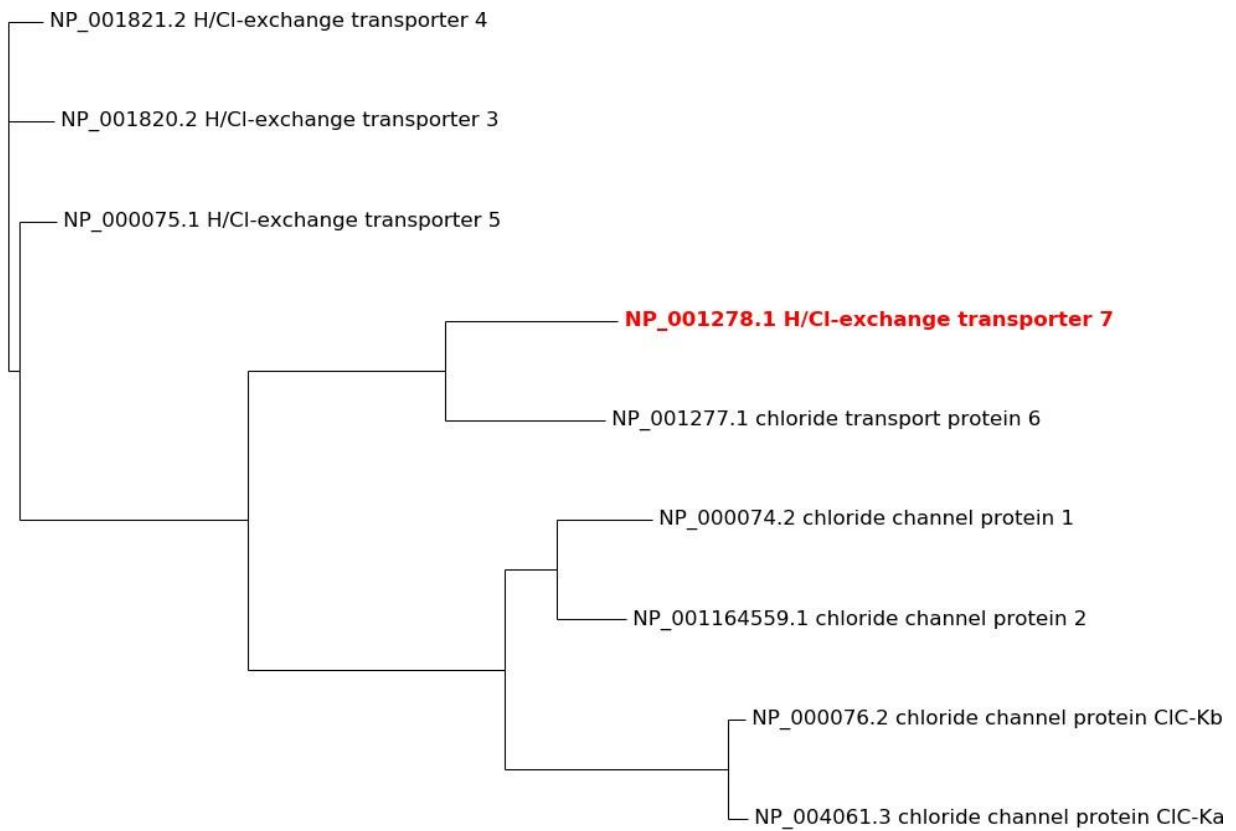 NP_001821.2 H/Cl-exchange transporter 4
NP_001820.2 H/Cl-exchange transporter 3
NP_000075.1 H/Cl-exchange transporter 5
NP_001278.1 H/Cl-exchange transporter 7
NP_001277.1 chloride transport protein 6
NP_000074.2 chloride channel protein 1
NP_001164559.1 chloride channel protein 2
NP_000076.2 chloride channel protein ClC-Kb
NP_004061.3 chloride channel protein ClC-Ka